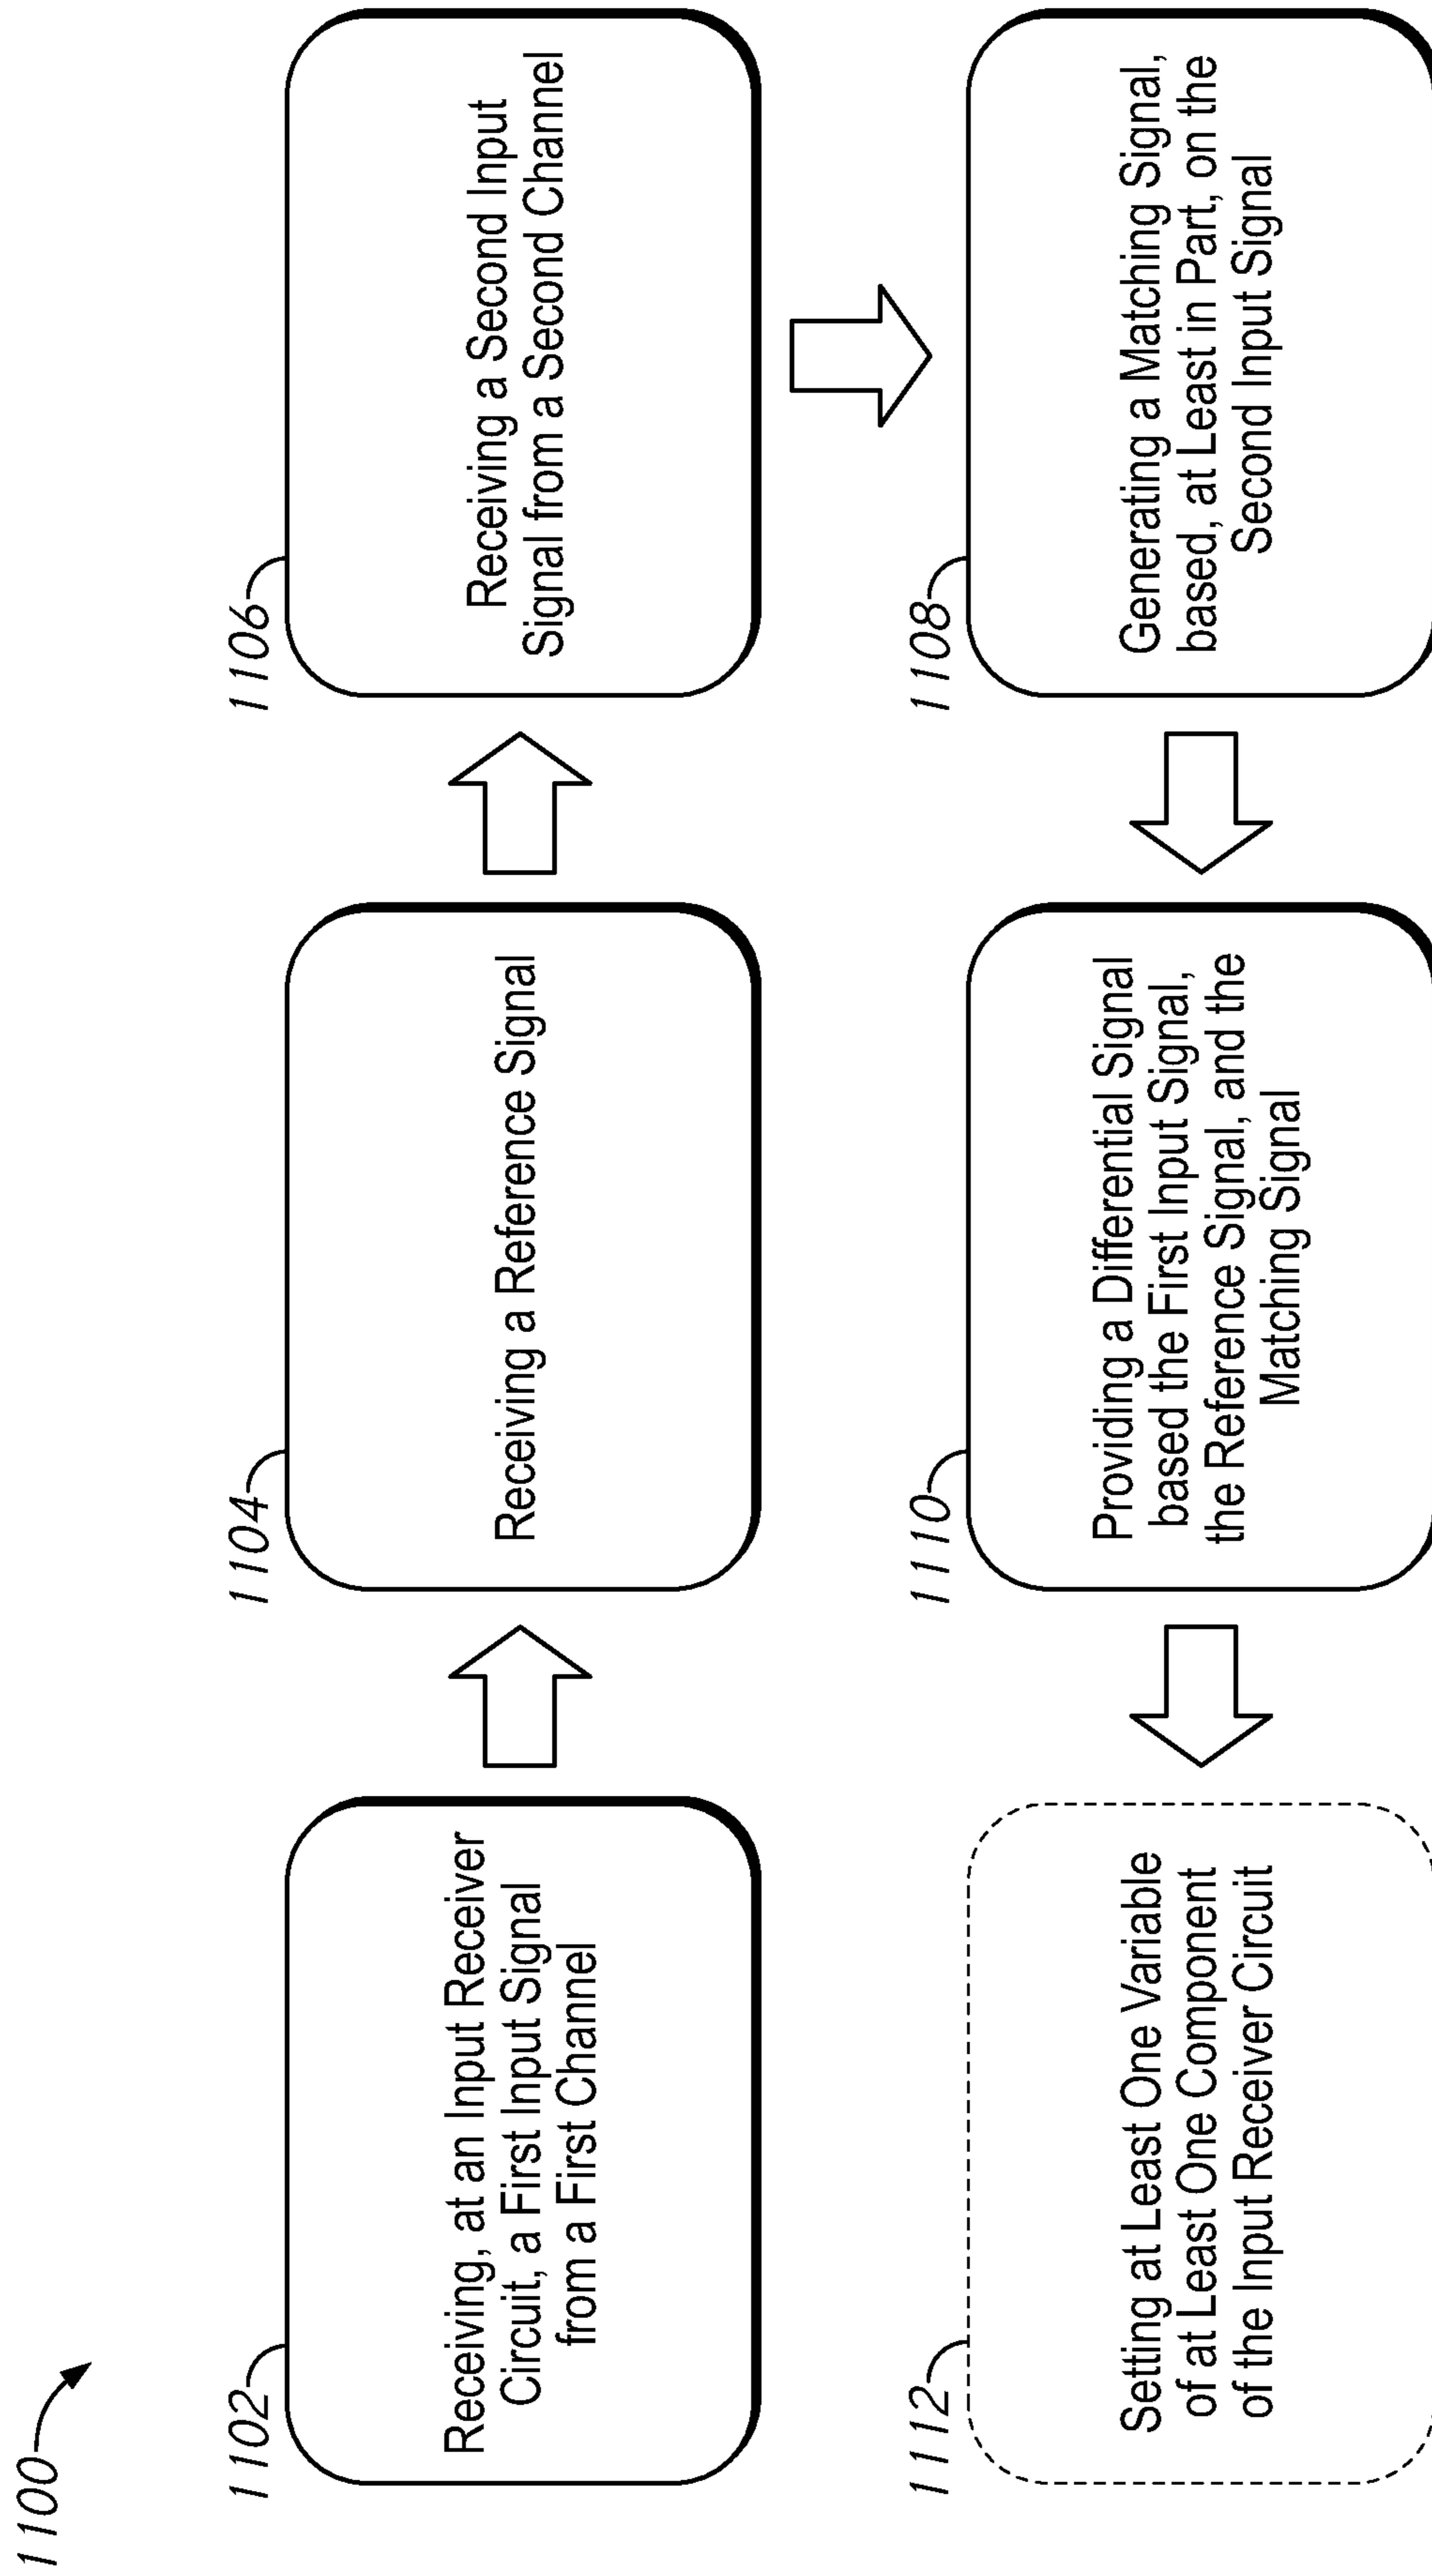 1100
1102
Receiving, at an Input Receiver
Circuit, a First Input Signal
from a First Channel
1104
Receiving a Reference Signal
1106
Receiving a Second Input
Signal from a Second Channel
1108
Generating a Matching Signal,
based, at Least in Part, on the
Second Input Signal
1110
Providing a Differential Signal
based the First Input Signal,
the Reference Signal, and the
Matching Signal
1112
Setting at Least One Variable
of at Least One Component
of the Input Receiver Circuit